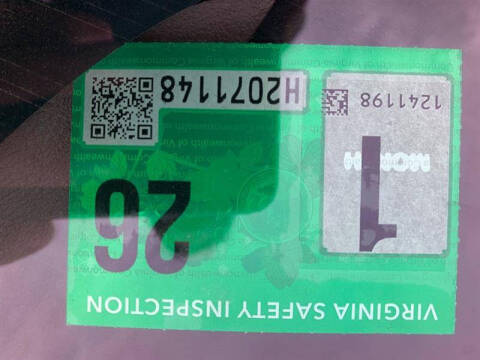 VIRGINIA SAFETY INSPECTION
1
MONTH
26
1241198
H2071148